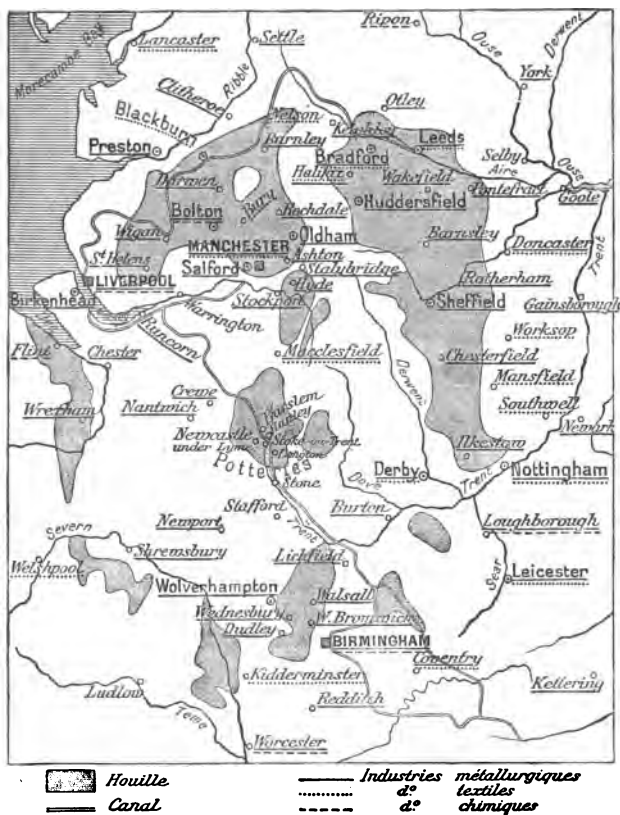 Morecambe Bay
Lancaster
Settle
Ripon
Ouse
Derwent
York
Clitheroe
Ribble
Otley
Blackburn
Nelson
Keighley
Leeds
Selby
Preston
Burnley
Bradford
Aire
Ouse
Halifax
Wakefield
Pontefract
Goole
Darwen
Bury
Huddersfield
Bolton
Rochdale
Wigan
Oldham
Barnsley
Doncaster
Trent
MANCHESTER
Ashton
St Helens
Salford
Stalybridge
Rotherham
LIVERPOOL
Hyde
Birkenhead
Warrington
Stockport
Sheffield
Gainsborough
Runcorn
Flint
Chester
Macclesfield
Derwent
Chesterfield
Worksop
Mansfield
Crewe
Wrexham
Nantwich
Burslem
Hanley
Southwell
Newcastle
under Lyme
Stoke-on-Trent
Longton
Newark
Potteries
Ilkeston
Stone
Dove
Derby
Trent
Nottingham
Stafford
Burton
Newport
Trent
Loughborough
Severn
Shrewsbury
Lichfield
Welshpool
Soar
Leicester
Wolverhampton
Walsall
Wednesbury
W. Bromwich
Dudley
BIRMINGHAM
Coventry
Kidderminster
Kettering
Ludlow
Redditch
Teme
Worcester
Houille
Industries métallurgiques
d.º textiles
Canal
d.º chimiques